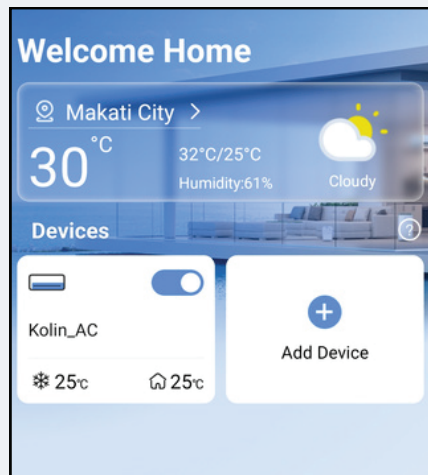 Welcome Home
Makati City >
30°C
32°C/25°C
Humidity:61%
Cloudy
Devices
?
Kolin_AC
Add Device
25℃
25℃